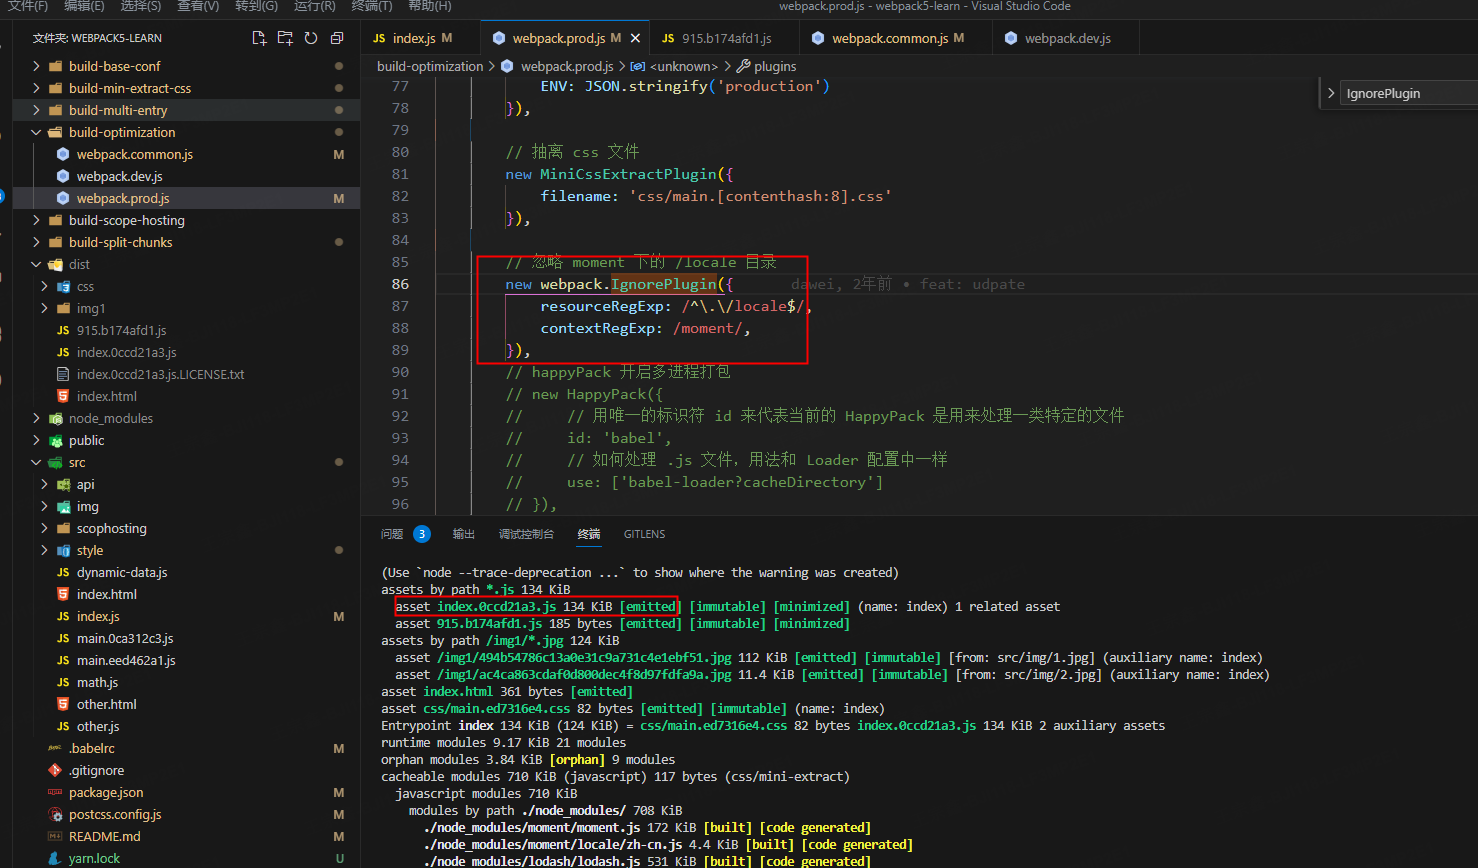 文件(F) 编辑(E) 选择(S) 查看(V) 转到(G) 运行(R) 终端(T) 帮助(H) webpack.prod.js - webpack5-learn - Visual Studio Code
文件夹: WEBPACK5-LEARN
build-base-conf
build-min-extract-css
build-multi-entry
build-optimization
webpack.common.js M
webpack.dev.js
webpack.prod.js M
build-scope-hosting
build-split-chunks
dist
css
img1
JS 915.b174afd1.js
JS index.0ccd21a3.js
index.0ccd21a3.js.LICENSE.txt
index.html
node_modules
public
src
api
img
scophosting
style
JS dynamic-data.js
index.html
JS index.js M
JS main.0ca312c3.js
JS main.eed462a1.js
JS math.js
other.html
JS other.js
.babelrc M
.gitignore
package.json M
postcss.config.js M
README.md M
yarn.lock U
JS index.js M
webpack.prod.js M
JS 915.b174afd1.js
webpack.common.js M
webpack.dev.js
build-optimization > webpack.prod.js > <unknown> > plugins
IgnorePlugin
77 ENV: JSON.stringify('production')
78 }),
79
80 // 抽离 css 文件
81 new MiniCssExtractPlugin({
82 filename: 'css/main.[contenthash:8].css'
83 }),
84
85 // 忽略 moment 下的 /locale 目录
86 new webpack.IgnorePlugin({ dawei, 2年前 • feat: udpate
87 resourceRegExp: /^\.\/locale$/,
88 contextRegExp: /moment/,
89 }),
90 // happyPack 开启多进程打包
91 // new HappyPack({
92 // // 用唯一的标识符 id 来代表当前的 HappyPack 是用来处理一类特定的文件
93 // id: 'babel',
94 // // 如何处理 .js 文件，用法和 Loader 配置中一样
95 // use: ['babel-loader?cacheDirectory']
96 // }),
问题 3 输出 调试控制台 终端 GITLENS
(Use `node --trace-deprecation ...` to show where the warning was created)
assets by path *.js 134 KiB
asset index.0ccd21a3.js 134 KiB [emitted] [immutable] [minimized] (name: index) 1 related asset
asset 915.b174afd1.js 185 bytes [emitted] [immutable] [minimized]
assets by path /img1/*.jpg 124 KiB
asset /img1/494b54786c13a0e31c9a731c4e1ebf51.jpg 112 KiB [emitted] [immutable] [from: src/img/1.jpg] (auxiliary name: index)
asset /img1/ac4ca863cdaf0d800dec4f8d97fdfa9a.jpg 11.4 KiB [emitted] [immutable] [from: src/img/2.jpg] (auxiliary name: index)
asset index.html 361 bytes [emitted]
asset css/main.ed7316e4.css 82 bytes [emitted] [immutable] (name: index)
Entrypoint index 134 KiB (124 KiB) = css/main.ed7316e4.css 82 bytes index.0ccd21a3.js 134 KiB 2 auxiliary assets
runtime modules 9.17 KiB 21 modules
orphan modules 3.84 KiB [orphan] 9 modules
cacheable modules 710 KiB (javascript) 117 bytes (css/mini-extract)
javascript modules 710 KiB
modules by path ./node_modules/ 708 KiB
./node_modules/moment/moment.js 172 KiB [built] [code generated]
./node_modules/moment/locale/zh-cn.js 4.4 KiB [built] [code generated]
./node_modules/lodash/lodash.js 531 KiB [built] [code generated]